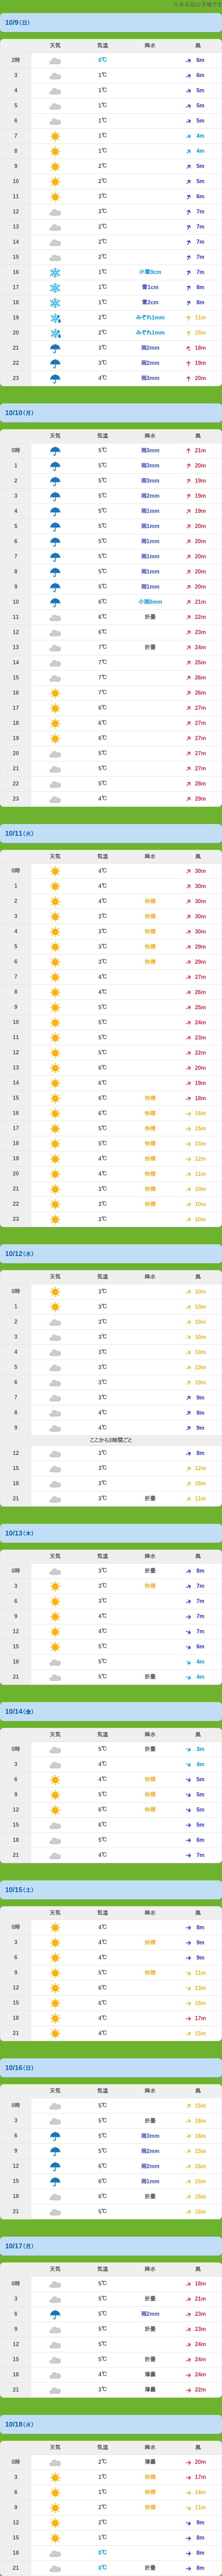 の予報です
10/9(日)
天気 気温 降水 風
2時 0℃ 6m
3 1℃ 6m
4 1℃ 5m
5 1℃ 5m
6 1℃ 5m
7 1℃ 4m
8 1℃ 4m
9 2℃ 5m
10 2℃ 5m
11 3℃ 6m
12 3℃ 7m
13 2℃ 7m
14 2℃ 7m
15 2℃ 7m
16 1℃ 小雪0cm 7m
17 1℃ 雪1cm 8m
18 1℃ 雪2cm 8m
19 2℃ みぞれ1mm 11m
20 2℃ みぞれ1mm 15m
21 3℃ 雨2mm 18m
22 3℃ 雨2mm 19m
23 4℃ 雨3mm 20m
10/10(月)
天気 気温 降水 風
0時 5℃ 雨3mm 21m
1 5℃ 雨3mm 20m
2 5℃ 雨3mm 19m
3 5℃ 雨2mm 19m
4 5℃ 雨1mm 19m
5 5℃ 雨1mm 20m
6 5℃ 雨1mm 20m
7 5℃ 雨1mm 20m
8 5℃ 雨1mm 20m
9 5℃ 雨1mm 20m
10 6℃ 小雨0mm 21m
11 6℃ 折曇 22m
12 6℃ 23m
13 7℃ 折曇 24m
14 7℃ 25m
15 7℃ 26m
16 7℃ 26m
17 6℃ 27m
18 6℃ 27m
19 6℃ 27m
20 5℃ 27m
21 5℃ 27m
22 5℃ 28m
23 4℃ 29m
10/11(火)
天気 気温 降水 風
0時 4℃ 30m
1 4℃ 30m
2 4℃ 快晴 30m
3 3℃ 快晴 30m
4 3℃ 快晴 30m
5 3℃ 快晴 29m
6 3℃ 快晴 29m
7 4℃ 27m
8 4℃ 26m
9 5℃ 25m
10 5℃ 24m
11 5℃ 23m
12 5℃ 22m
13 6℃ 20m
14 6℃ 19m
15 6℃ 快晴 18m
16 6℃ 快晴 16m
17 5℃ 快晴 15m
18 5℃ 快晴 13m
19 4℃ 快晴 12m
20 4℃ 快晴 11m
21 3℃ 快晴 10m
22 3℃ 快晴 10m
23 3℃ 10m
10/12(水)
天気 気温 降水 風
0時 3℃ 10m
1 3℃ 10m
2 3℃ 10m
3 3℃ 10m
4 3℃ 10m
5 3℃ 10m
6 3℃ 10m
7 3℃ 9m
8 4℃ 9m
9 4℃ 9m
ここから3時間ごと
12 3℃ 8m
15 3℃ 12m
18 3℃ 15m
21 3℃ 折曇 11m
10/13(木)
天気 気温 降水 風
0時 3℃ 折曇 8m
3 3℃ 快晴 7m
6 3℃ 7m
9 4℃ 7m
12 4℃ 7m
15 5℃ 6m
18 5℃ 4m
21 5℃ 折曇 4m
10/14(金)
天気 気温 降水 風
0時 5℃ 折曇 3m
3 4℃ 4m
6 4℃ 快晴 5m
9 5℃ 快晴 5m
12 6℃ 快晴 5m
15 6℃ 5m
18 5℃ 6m
21 4℃ 7m
10/15(土)
天気 気温 降水 風
0時 4℃ 8m
3 4℃ 快晴 9m
6 4℃ 9m
9 5℃ 快晴 11m
12 6℃ 13m
15 6℃ 15m
18 4℃ 17m
21 4℃ 15m
10/16(日)
天気 気温 降水 風
0時 5℃ 15m
3 5℃ 折曇 16m
6 5℃ 雨3mm 16m
9 5℃ 雨2mm 15m
12 6℃ 雨2mm 15m
15 6℃ 雨1mm 15m
18 6℃ 折曇 15m
21 5℃ 16m
10/17(月)
天気 気温 降水 風
0時 5℃ 18m
3 5℃ 折曇 21m
6 5℃ 雨2mm 23m
9 5℃ 折曇 23m
12 5℃ 24m
15 5℃ 折曇 24m
18 4℃ 薄曇 24m
21 3℃ 薄曇 22m
10/18(火)
天気 気温 降水 風
0時 2℃ 薄曇 20m
3 1℃ 快晴 17m
6 1℃ 快晴 14m
9 2℃ 快晴 11m
12 2℃ 9m
15 1℃ 8m
18 0℃ 8m
21 0℃ 折曇 8m